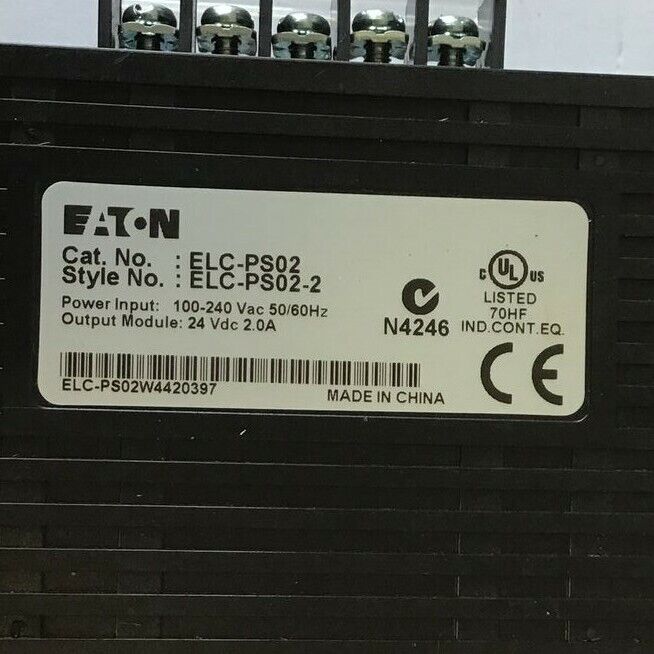 EATON
Cat. No. : ELC-PS02
Style No. : ELC-PS02-2
Power Input: 100-240 Vac 50/60Hz
Output Module: 24 Vdc 2.0A
ELC-PS02W4420397
MADE IN CHINA
N4246
C UL US
LISTED
70HF
IND.CONT.EQ.
CE